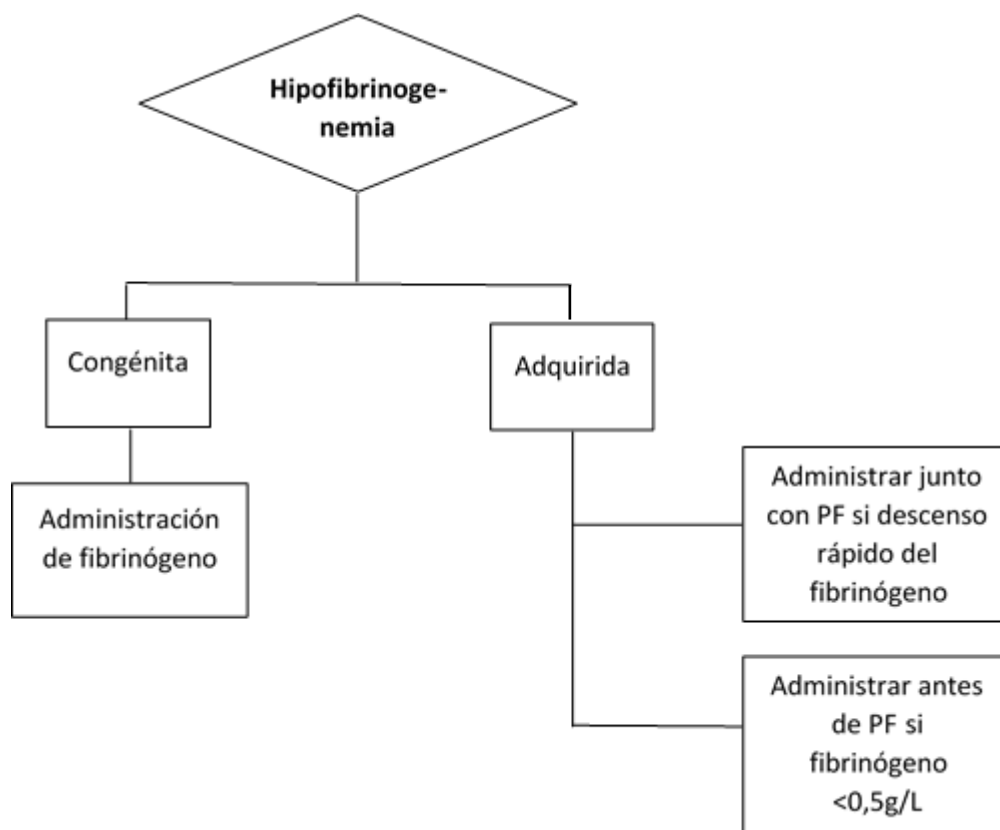 Hipofibrinoge-
nemia
Congénita
Adquirida
Administración
de fibrinógeno
Administrar junto
con PF si descenso
rápido del
fibrinógeno
Administrar antes
de PF si
fibrinógeno
<0,5g/L